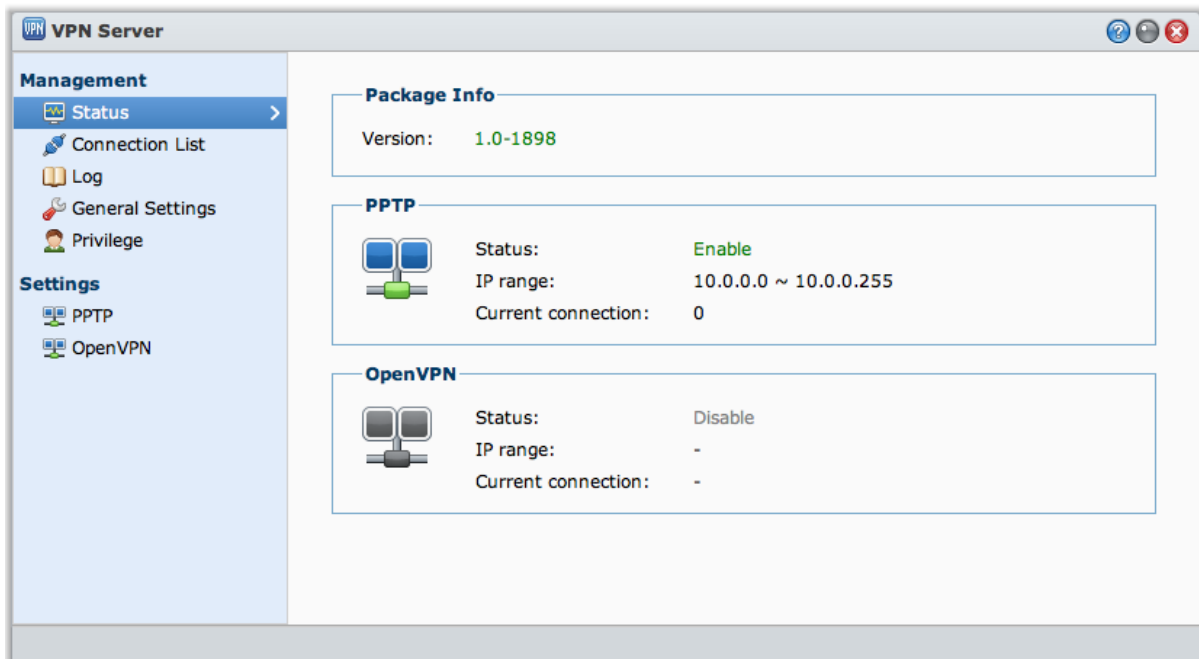 VPN VPN Server
Management
Status
Connection List
Log
General Settings
Privilege
Settings
PPTP
OpenVPN
Package Info
Version: 1.0-1898
PPTP
Status: Enable
IP range: 10.0.0.0 ~ 10.0.0.255
Current connection: 0
OpenVPN
Status: Disable
IP range: -
Current connection: -